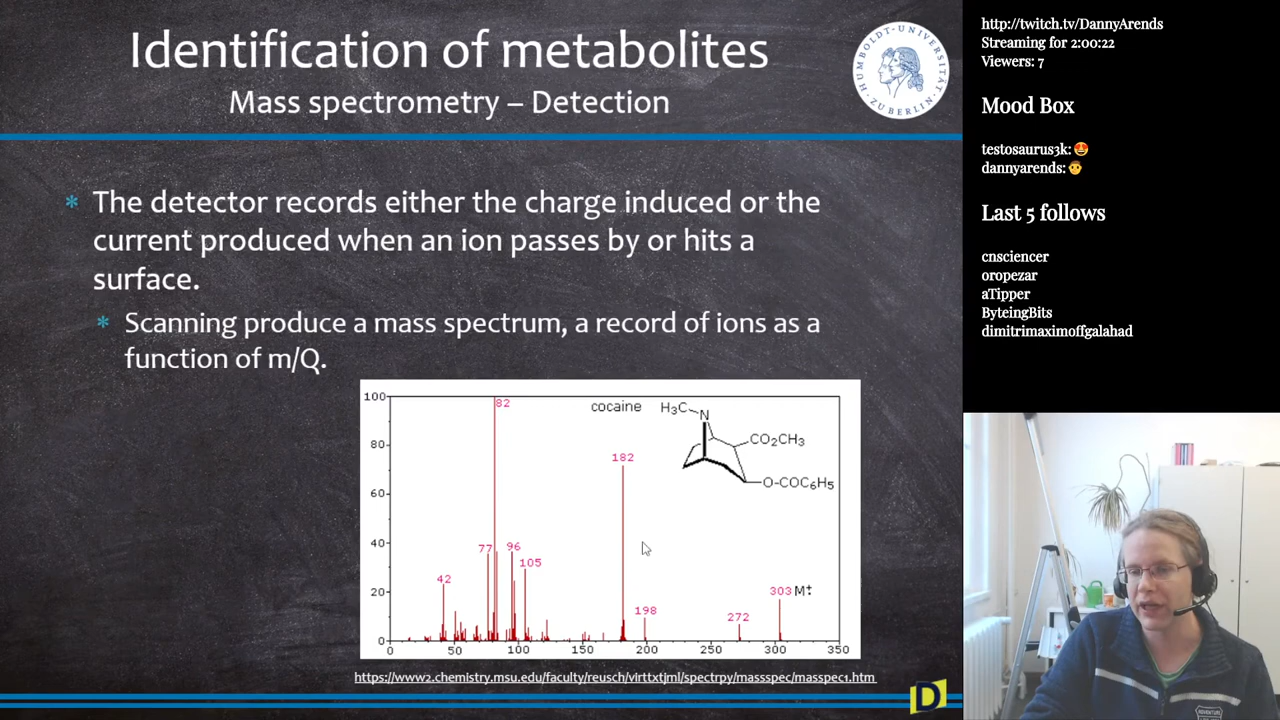 Identification of metabolites
Mass spectrometry – Detection
HUMBOLDT-UNIVERSITÄT
ZU BERLIN
The detector records either the charge induced or the
current produced when an ion passes by or hits a
surface.
Scanning produce a mass spectrum, a record of ions as a
function of m/Q.
100
80
60
40
20
0
0
50
100
150
200
250
300
350
42
77
82
96
105
182
198
272
303 M⁺
cocaine
H₃C
N
CO₂CH₃
O-COC₆H₅
https://www2.chemistry.msu.edu/faculty/reusch/virttxtjml/spectrpy/massspec/masspec1.htm
D
http://twitch.tv/DannyArends
Streaming for 2:00:22
Viewers: 7
Mood Box
testosaurus3k: 😍
dannyarends: 👨
Last 5 follows
cnsciencer
oropezar
aTipper
ByteingBits
dimitrimaximoffgalahad
ADVENTURE